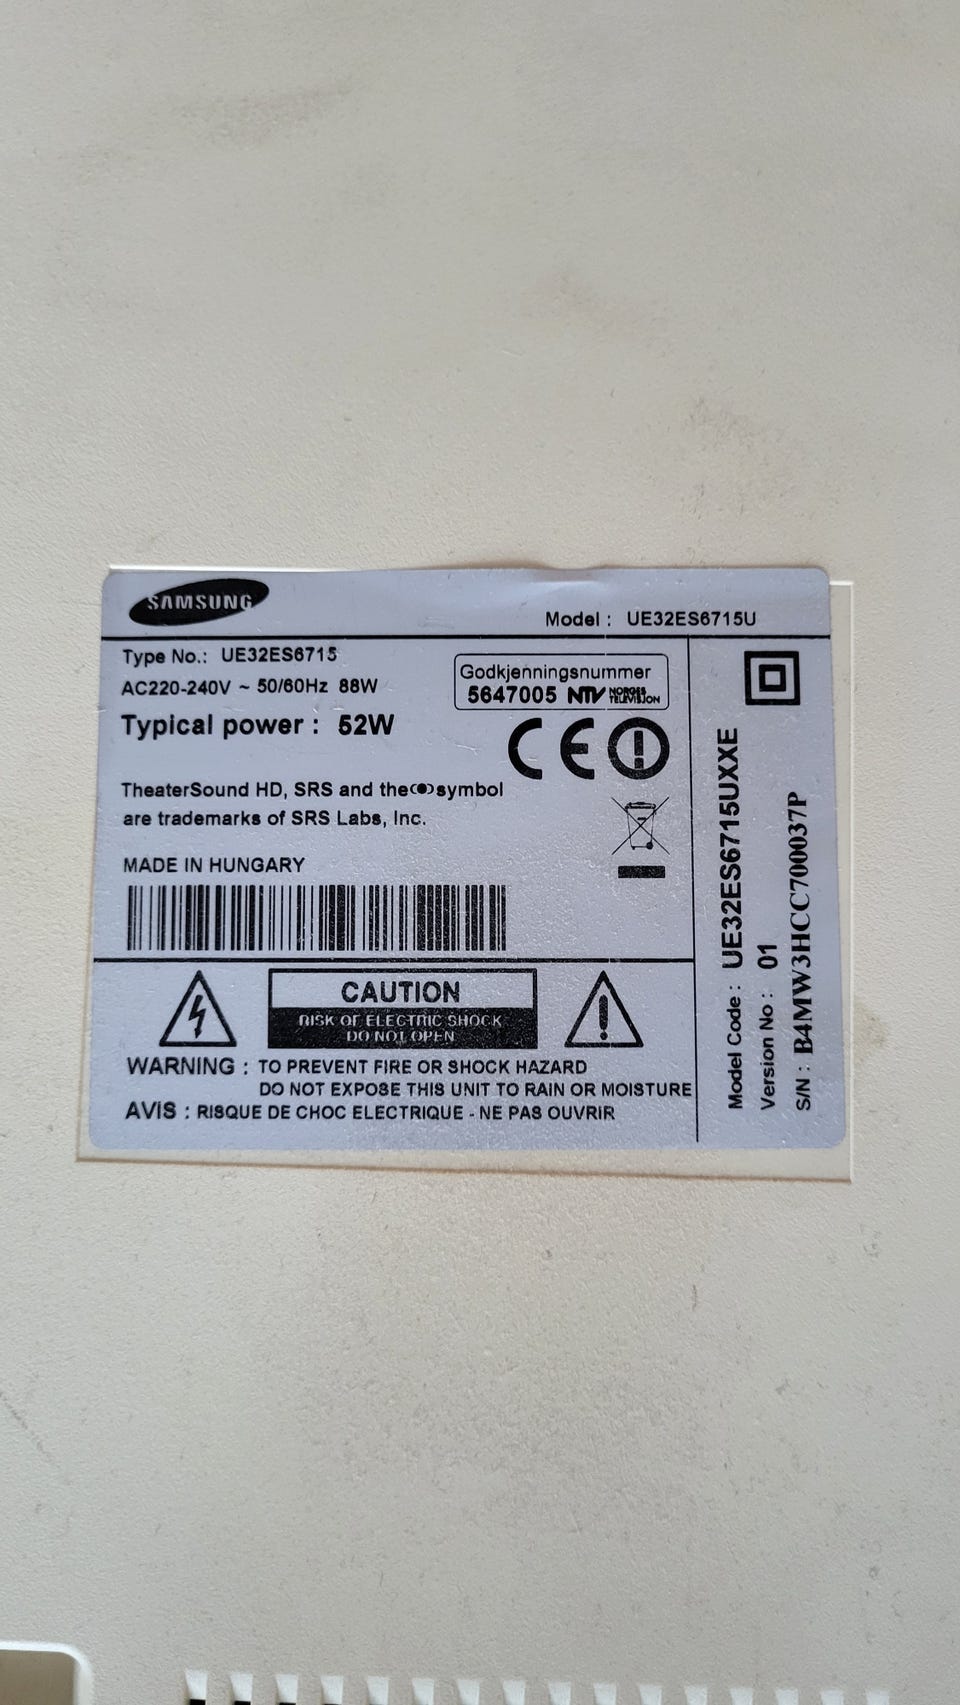 SAMSUNG
Model : UE32ES6715U
Type No.: UE32ES6715
AC220-240V ~ 50/60Hz 88W
Typical power : 52W
Godkjenningsnummer
5647005 NTV NORGES TELEVISJON
CE
TheaterSound HD, SRS and the symbol
are trademarks of SRS Labs, Inc.
MADE IN HUNGARY
CAUTION
RISK OF ELECTRIC SHOCK
DO NOT OPEN
WARNING : TO PREVENT FIRE OR SHOCK HAZARD
DO NOT EXPOSE THIS UNIT TO RAIN OR MOISTURE
AVIS : RISQUE DE CHOC ELECTRIQUE - NE PAS OUVRIR
Model Code : UE32ES6715UXXE
Version No : 01
S/N : B4MW3HCC700037P